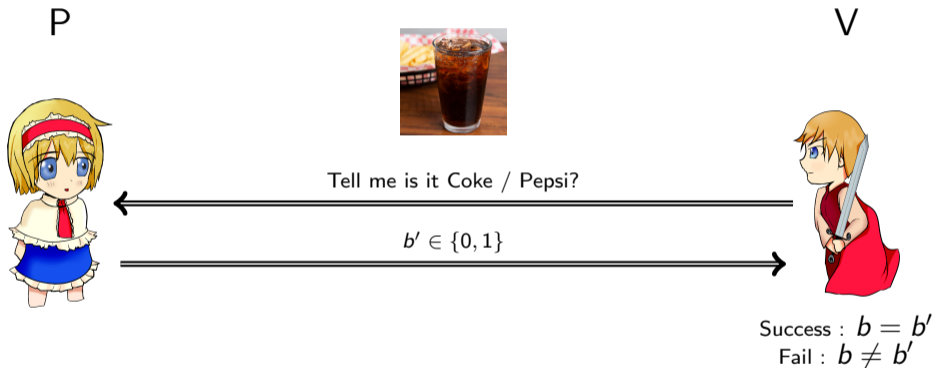 P
V
Tell me is it Coke / Pepsi?
b′ ∈ {0, 1}
Success : b = b′
Fail : b ≠ b′